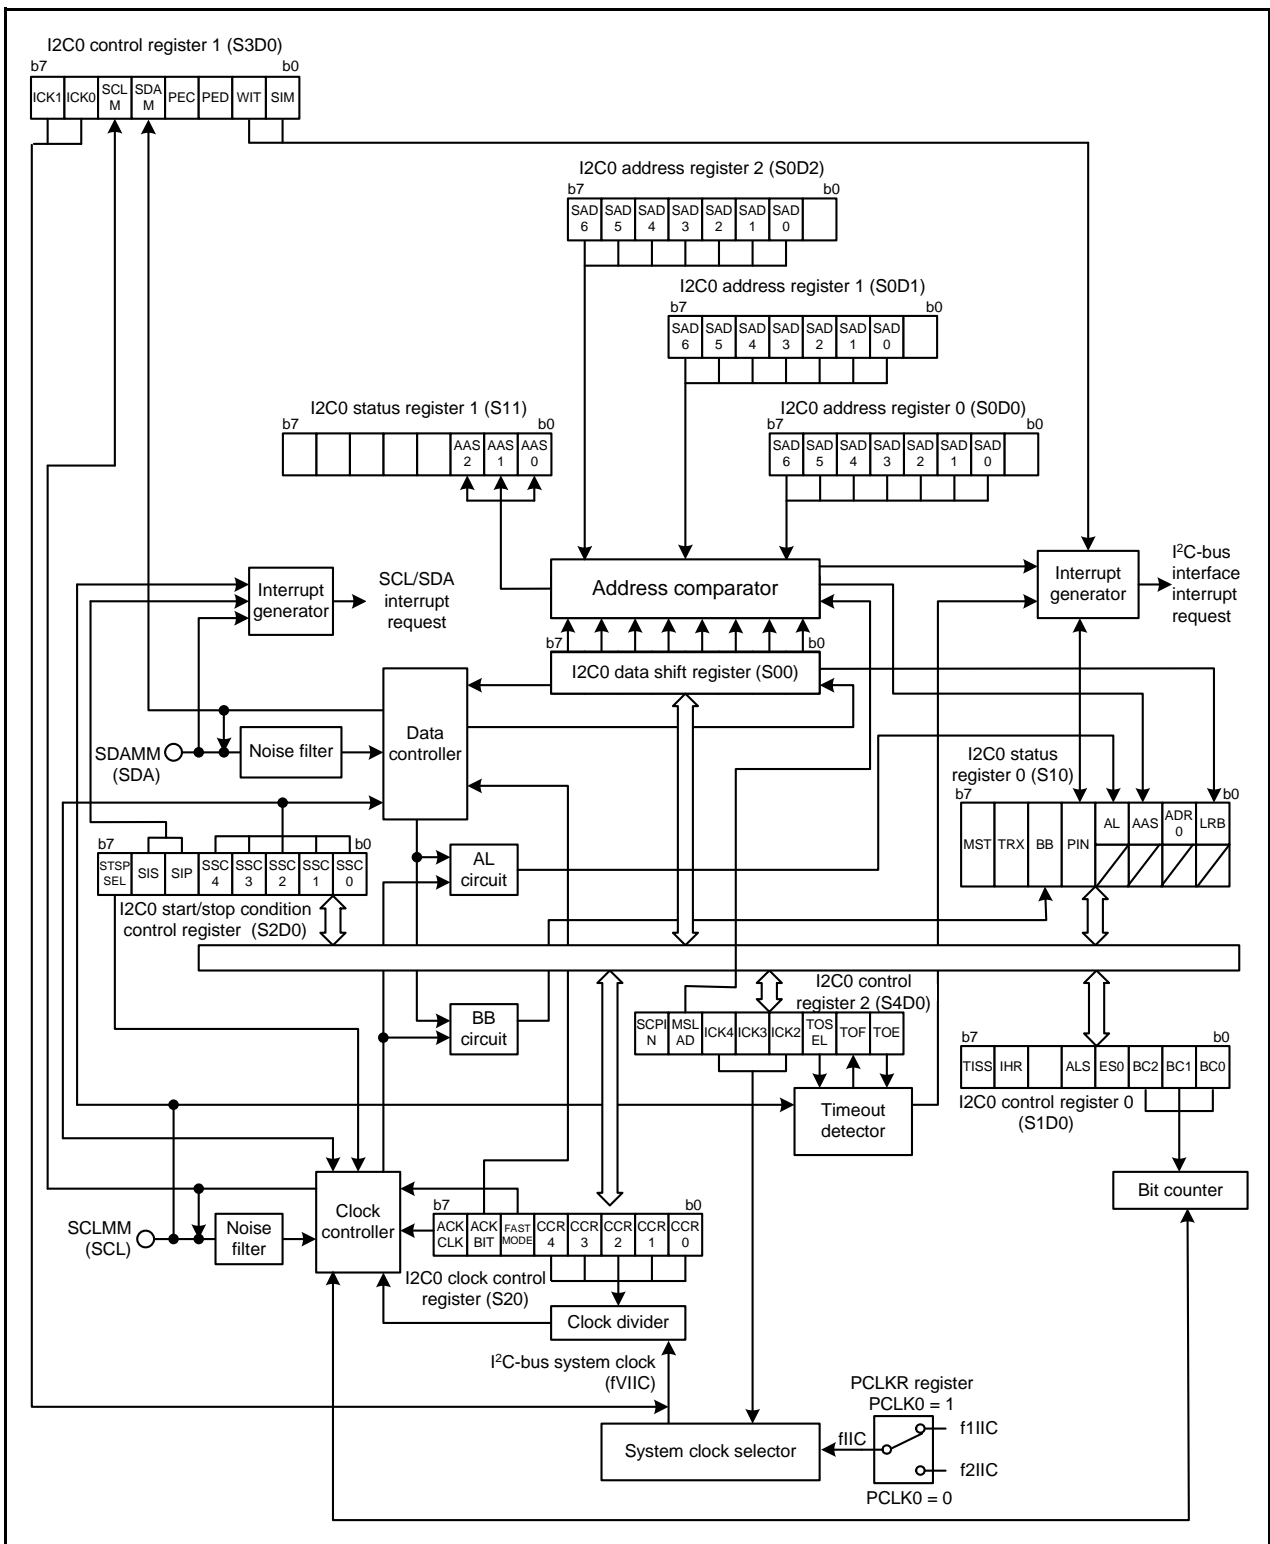 I2C0 control register 1 (S3D0)
b7
b0
ICK1
ICK0
SCL
M
SDA
M
PEC
PED
WIT
SIM
I2C0 address register 2 (S0D2)
b7
b0
SAD
6
SAD
5
SAD
4
SAD
3
SAD
2
SAD
1
SAD
0
I2C0 address register 1 (S0D1)
b7
b0
SAD
6
SAD
5
SAD
4
SAD
3
SAD
2
SAD
1
SAD
0
I2C0 status register 1 (S11)
b7
b0
AAS
2
AAS
1
AAS
0
I2C0 address register 0 (S0D0)
b7
b0
SAD
6
SAD
5
SAD
4
SAD
3
SAD
2
SAD
1
SAD
0
Interrupt
generator
SCL/SDA
interrupt
request
Address comparator
Interrupt
generator
I²C-bus
interface
interrupt
request
b7
b0
I2C0 data shift register (S00)
Data
controller
SDAMM
(SDA)
Noise filter
I2C0 status
register 0 (S10)
b7
b0
MST
TRX
BB
PIN
AL
AAS
ADR
0
LRB
b7
b0
STSP
SEL
SIS
SIP
SSC
4
SSC
3
SSC
2
SSC
1
SSC
0
I2C0 start/stop condition
control register (S2D0)
AL
circuit
BB
circuit
I2C0 control
register 2 (S4D0)
SCPI
N
MSL
AD
ICK4
ICK3
ICK2
TOS
EL
TOF
TOE
b7
b0
TISS
IHR
ALS
ES0
BC2
BC1
BC0
I2C0 control register 0
(S1D0)
Timeout
detector
Bit counter
SCLMM
(SCL)
Noise
filter
Clock
controller
b7
b0
ACK
CLK
ACK
BIT
FAST
MODE
CCR
4
CCR
3
CCR
2
CCR
1
CCR
0
I2C0 clock control
register (S20)
Clock divider
I²C-bus system clock
(fVIIC)
System clock selector
fIIC
PCLKR register
PCLK0 = 1
f1IIC
f2IIC
PCLK0 = 0